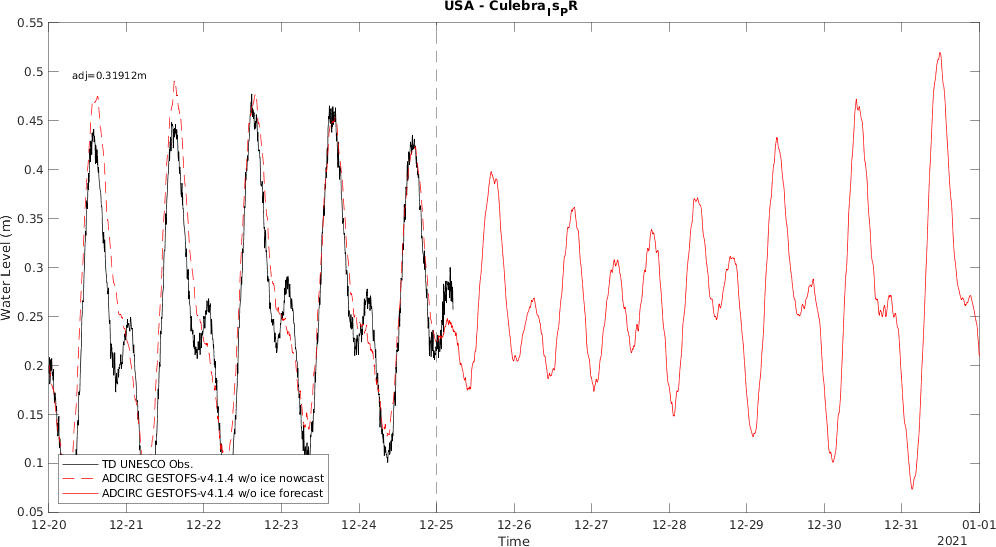 USA - Culebra_Is_PR
0.55
0.5
0.45
0.4
0.35
0.3
0.25
0.2
0.15
0.1
0.05
Water Level (m)
adj=0.31912m
TD UNESCO Obs.
ADCIRC GESTOFS-v4.1.4 w/o ice nowcast
ADCIRC GESTOFS-v4.1.4 w/o ice forecast
12-20 12-21 12-22 12-23 12-24 12-25 12-26 12-27 12-28 12-29 12-30 12-31 01-01
Time
2021